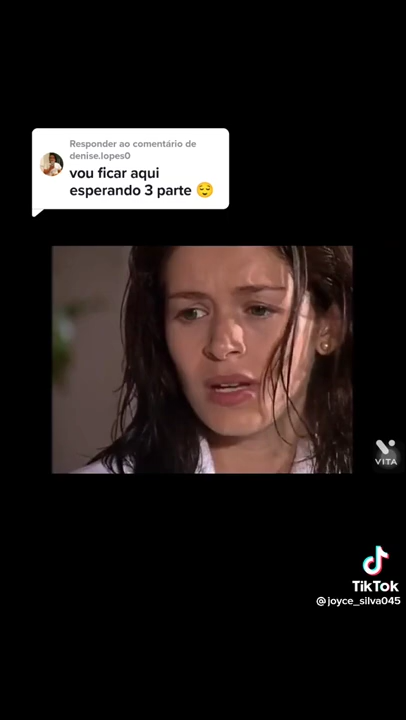 Responder ao comentário de
denise.lopes0
vou ficar aqui
esperando 3 parte 😌
VITA
TikTok
@joyce_silva045